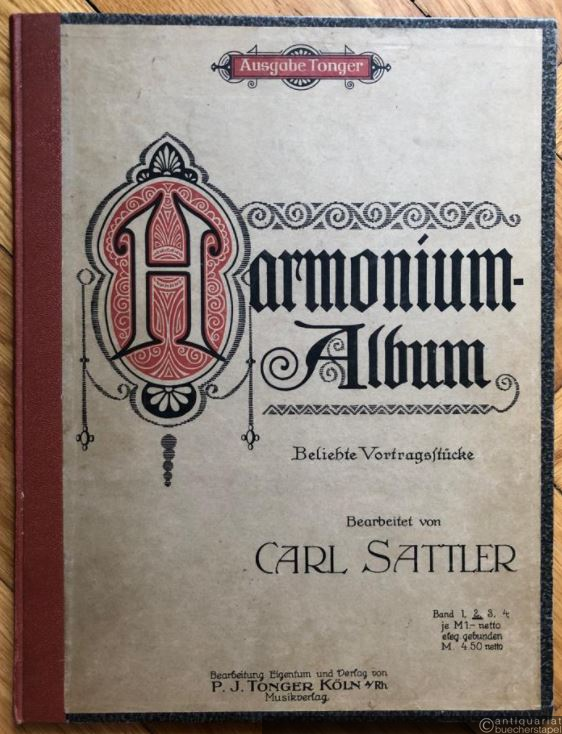 Ausgabe Tonger
Harmonium-
Album
Beliebte Vortragsſtücke
Bearbeitet von
CARL SATTLER
Band 1, 2, 3, 4,
je M 1.– netto
eleg. gebunden
M. 4.50 netto
Bearbeitung Eigentum und Verlag von
P. J. TONGER KÖLN a/Rh
Musikverlag
© antiquariat
buecherstapel